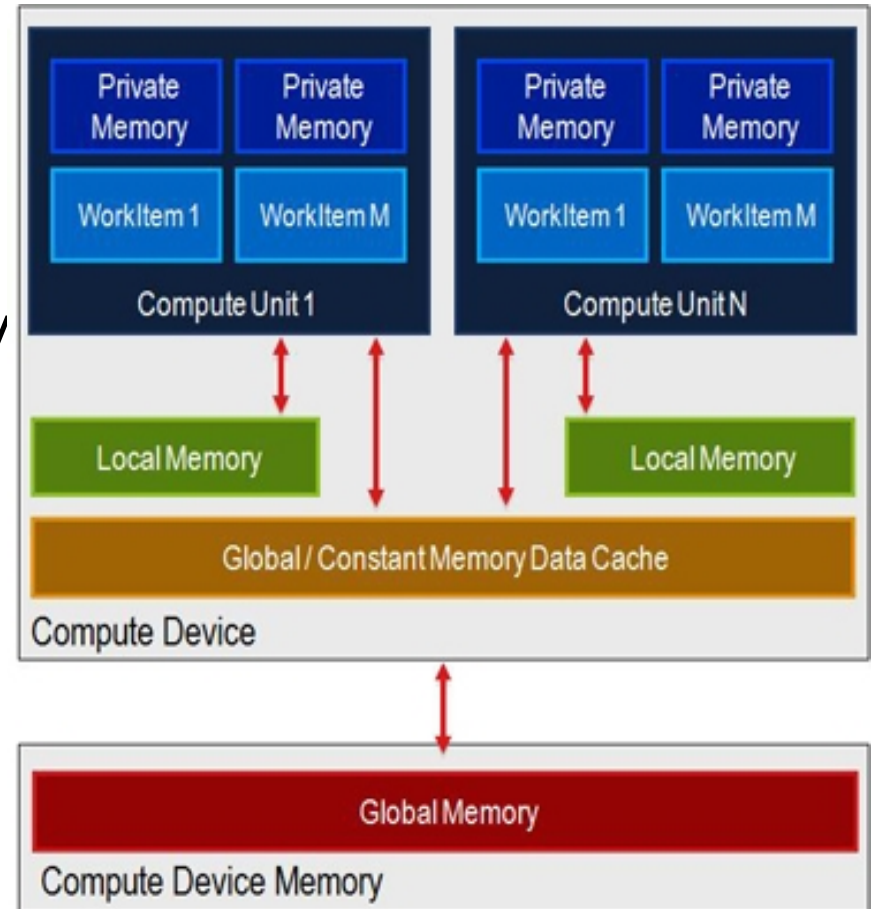 Private Memory
Private Memory
Private Memory
Private Memory
WorkItem 1
WorkItem M
WorkItem 1
WorkItem M
Compute Unit 1
Compute Unit N
Local Memory
Local Memory
Global / Constant Memory Data Cache
Compute Device
Global Memory
Compute Device Memory